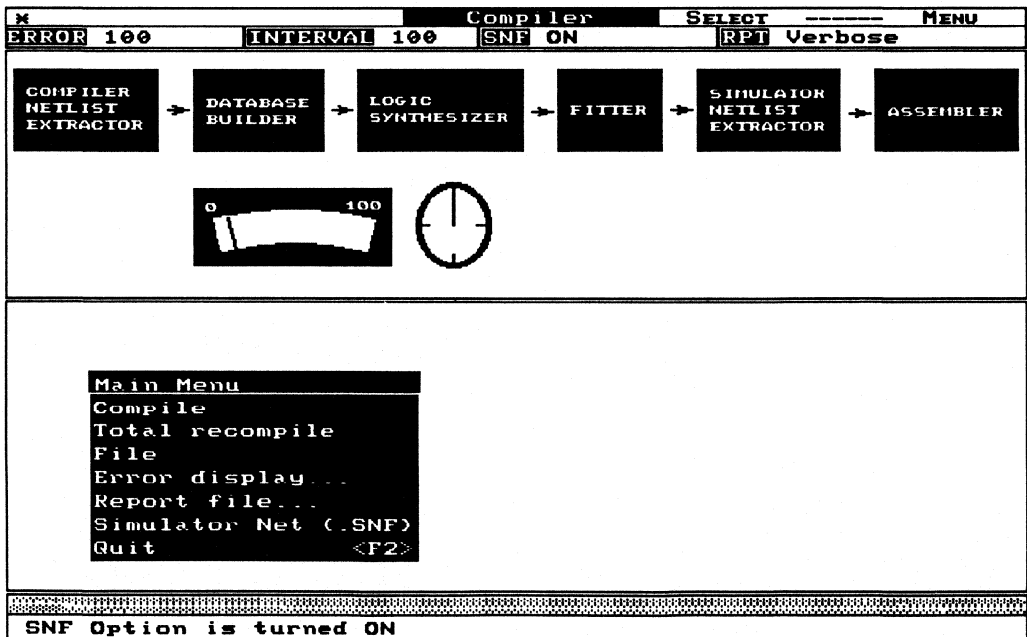 Compiler SELECT ------ MENU
ERROR 100 INTERVAL 100 SNF ON RPT Verbose
COMPILER
NETLIST
EXTRACTOR
DATABASE
BUILDER
LOGIC
SYNTHESIZER
FITTER
SIMULATOR
NETLIST
EXTRACTOR
ASSEMBLER
0 100
Main Menu
Compile
Total recompile
File
Error display...
Report file...
Simulator Net (.SNF)
Quit <F2>
SNF Option is turned ON